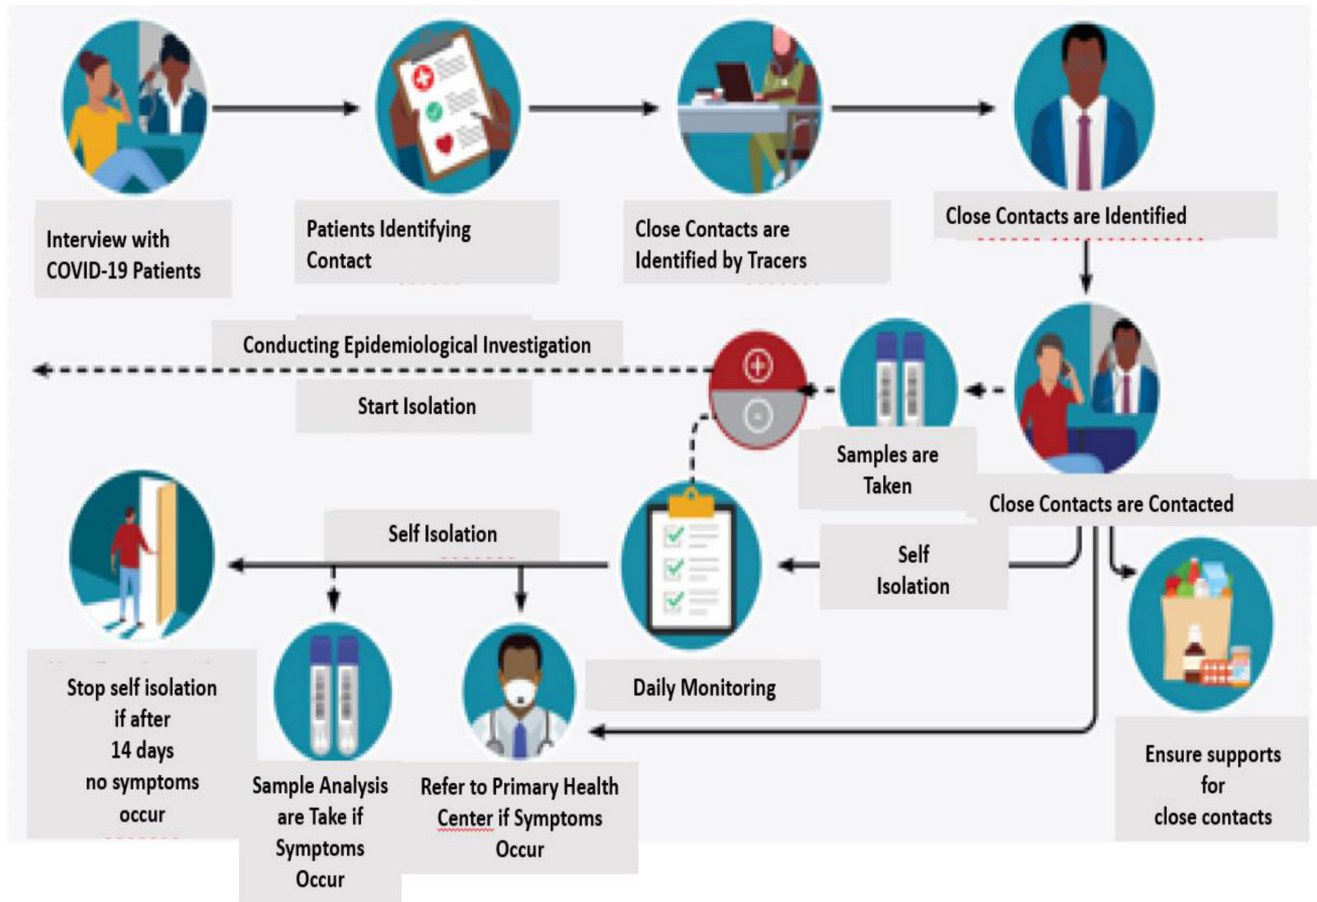 Interview with
COVID-19 Patients
Patients Identifying
Contact
Close Contacts are
Identified by Tracers
Close Contacts are Identified
Conducting Epidemiological Investigation
Start Isolation
Samples are
Taken
Close Contacts are Contacted
Self Isolation
Self
Isolation
Daily Monitoring
Stop self isolation
if after
14 days
no symptoms
occur
Sample Analysis
are Take if
Symptoms
Occur
Refer to Primary Health
Center if Symptoms
Occur
Ensure supports
for
close contacts